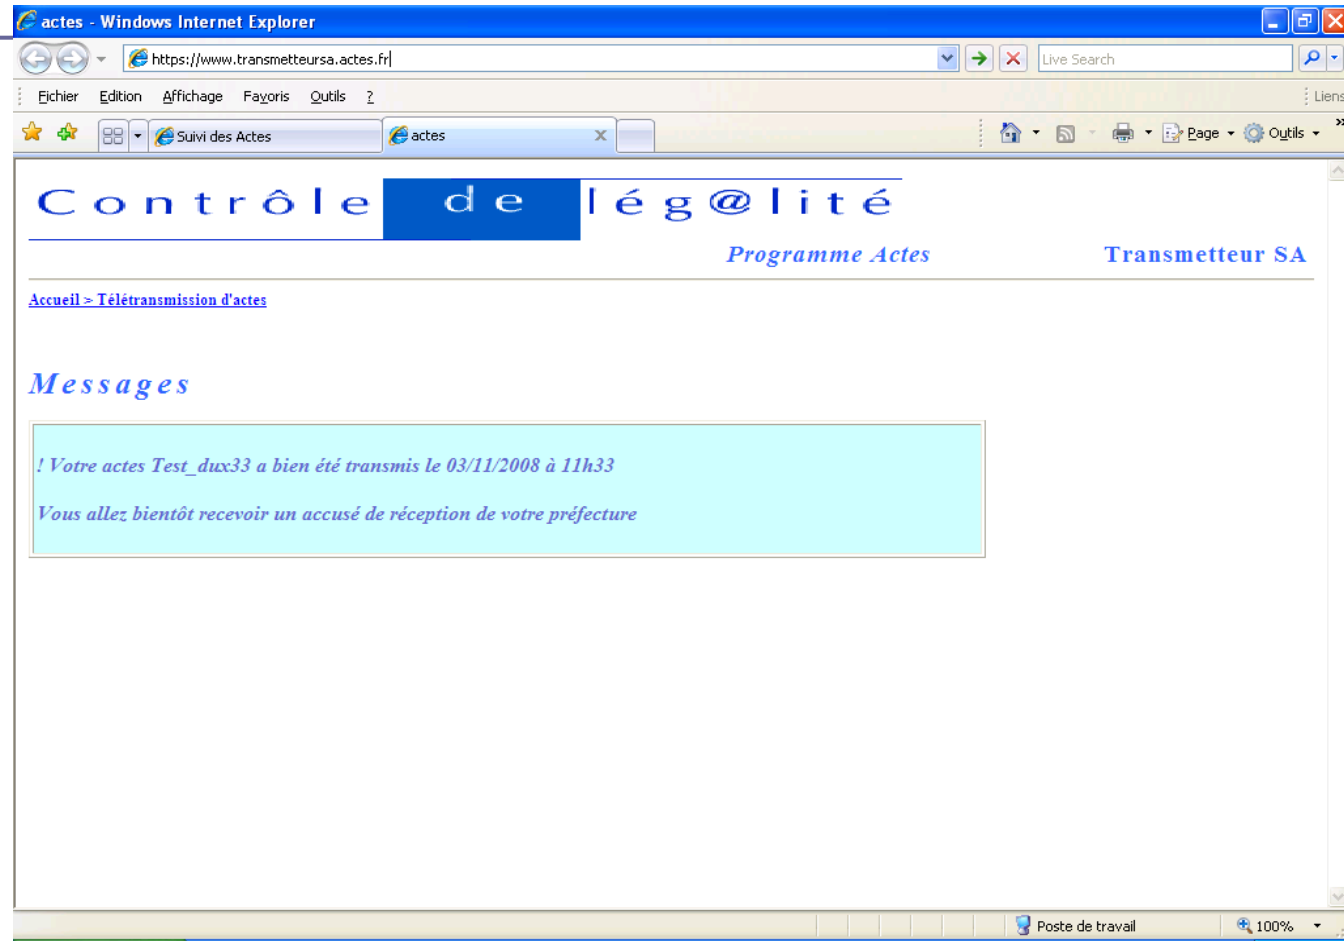 actes - Windows Internet Explorer
https://www.transmetteursa.actes.fr
Live Search
Fichier Edition Affichage Favoris Outils ?
Liens
Suivi des Actes
actes
Page
Outils
Contrôle de lég@lité
Programme Actes
Transmetteur SA
Accueil > Télétransmission d'actes
Messages
! Votre actes Test_dux33 a bien été transmis le 03/11/2008 à 11h33
Vous allez bientôt recevoir un accusé de réception de votre préfecture
Poste de travail
100%